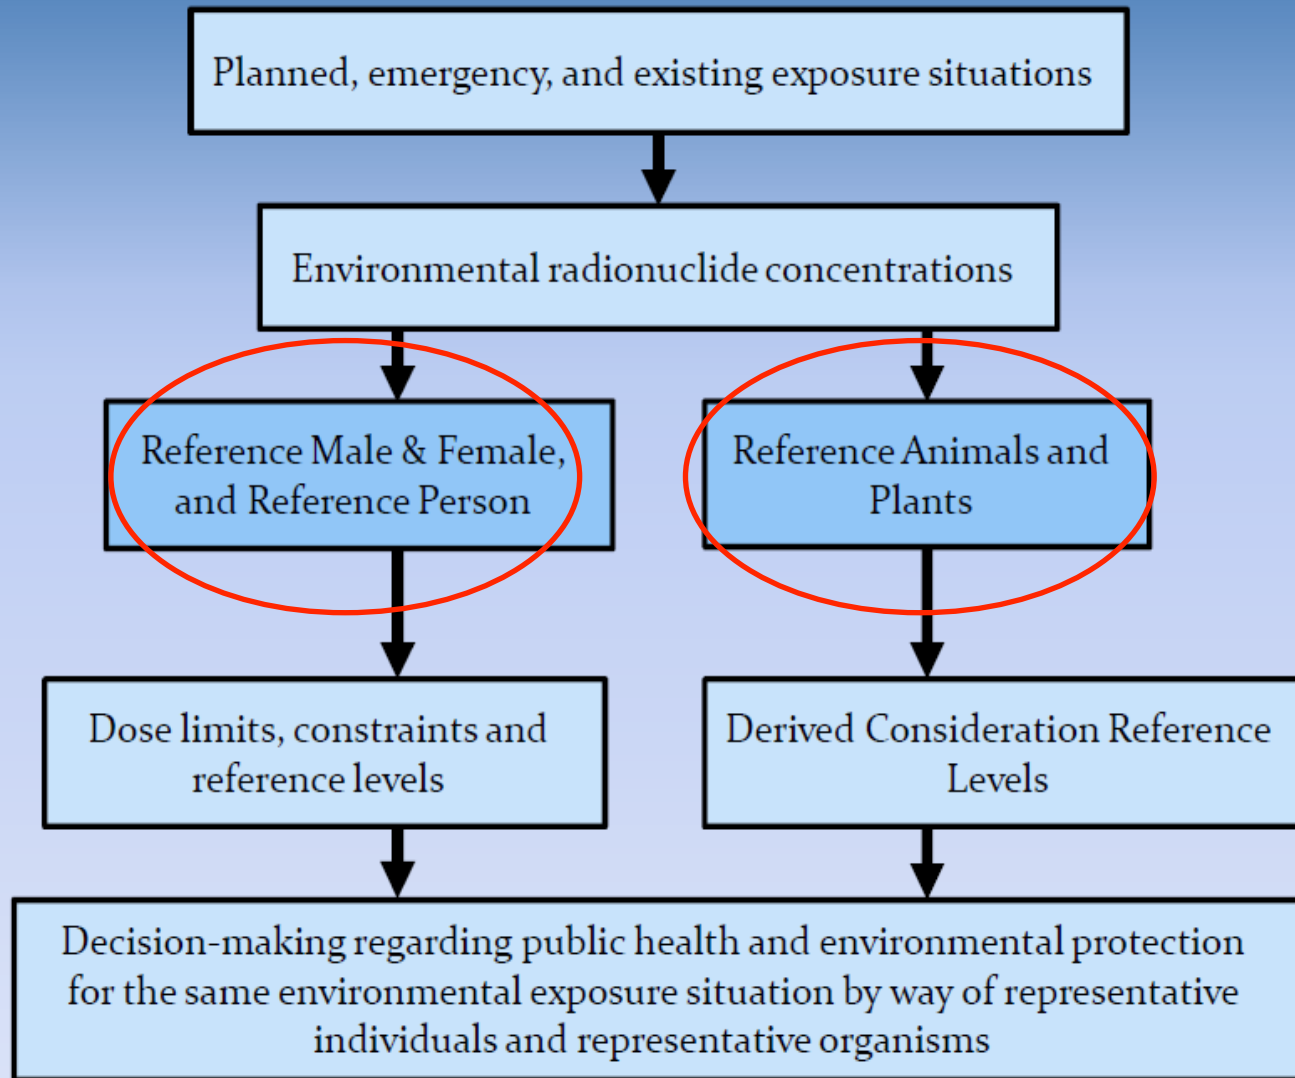 Planned, emergency, and existing exposure situations
Environmental radionuclide concentrations
Reference Male & Female,
and Reference Person
Reference Animals and
Plants
Dose limits, constraints and
reference levels
Derived Consideration Reference
Levels
Decision-making regarding public health and environmental protection
for the same environmental exposure situation by way of representative
individuals and representative organisms